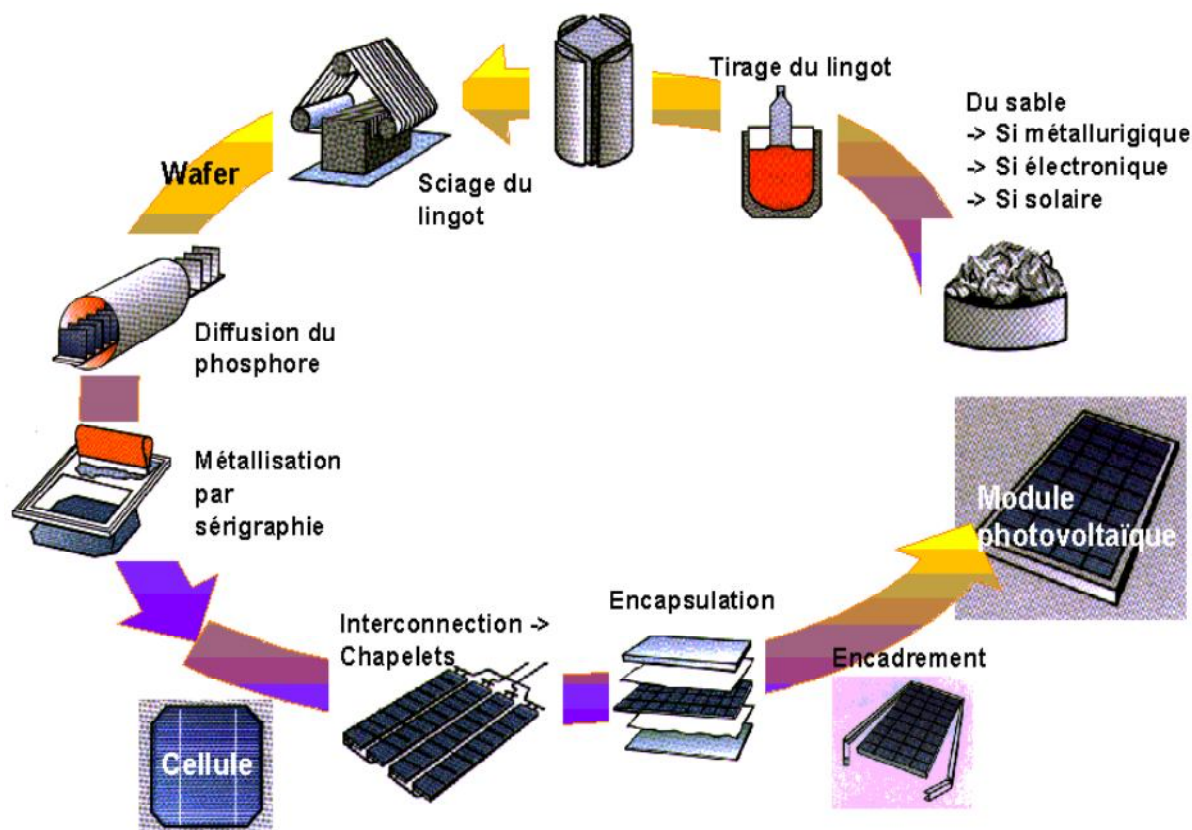 Du sable
-> Si métallurigique
-> Si électronique
-> Si solaire
Tirage du lingot
Sciage du
lingot
Wafer
Diffusion du
phosphore
Métallisation
par
sérigraphie
Cellule
Interconnection ->
Chapelets
Encapsulation
Encadrement
Module
photovoltaïque